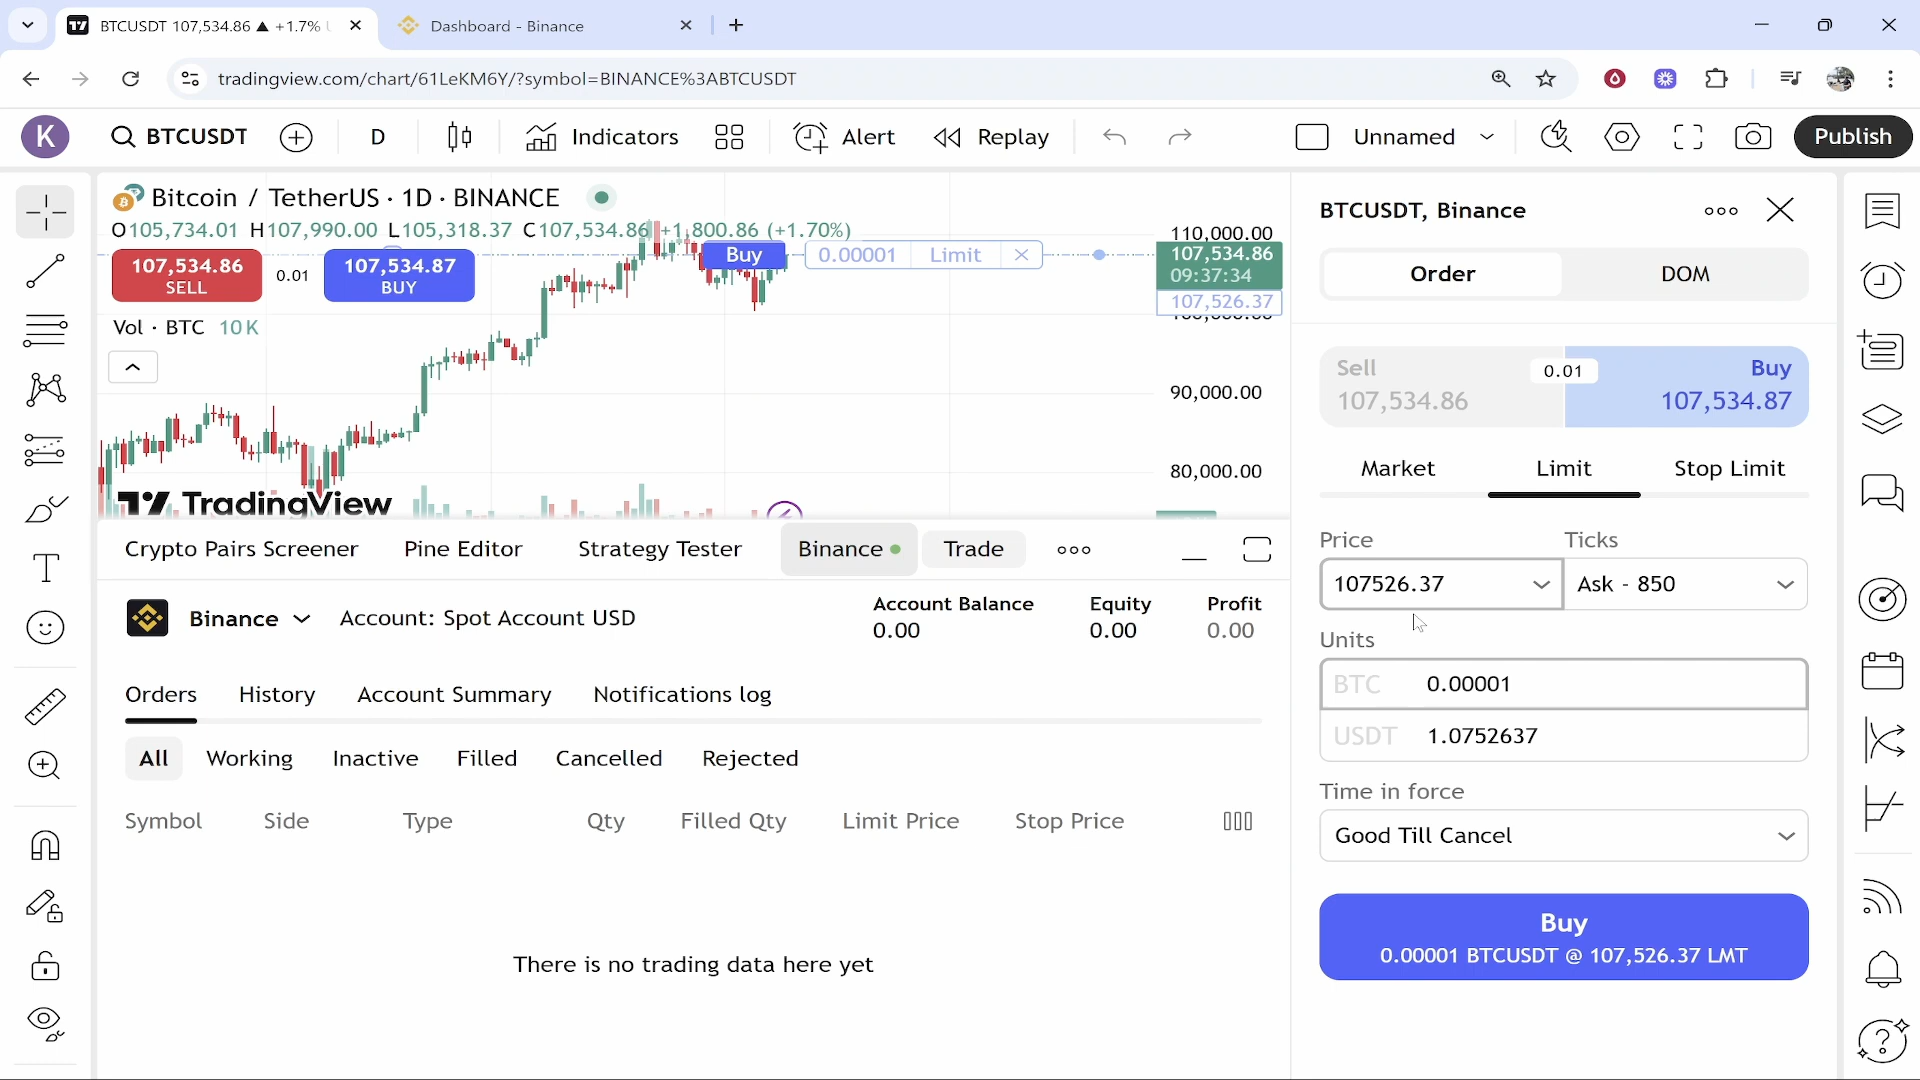 BTCUSDT 107,534.86 ▲ +1.7%
Dashboard - Binance
tradingview.com/chart/61LeKM6Y/?symbol=BINANCE%3ABTCUSDT
K
BTCUSDT
D
Indicators
Alert
Replay
Unnamed
Publish
Bitcoin / TetherUS · 1D · BINANCE
O105,734.01 H107,990.00 L105,318.37 C107,534.86 +1,800.86 (+1.70%)
107,534.86
SELL
0.01
107,534.87
BUY
Buy
0.00001
Limit
Vol · BTC 10K
TradingView
110,000.00
107,534.86
09:37:34
107,526.37
90,000.00
80,000.00
Crypto Pairs Screener
Pine Editor
Strategy Tester
Binance
Trade
Binance
Account: Spot Account USD
Account Balance
0.00
Equity
0.00
Profit
0.00
Orders
History
Account Summary
Notifications log
All
Working
Inactive
Filled
Cancelled
Rejected
Symbol
Side
Type
Qty
Filled Qty
Limit Price
Stop Price
There is no trading data here yet
BTCUSDT, Binance
Order
DOM
Sell
107,534.86
0.01
Buy
107,534.87
Market
Limit
Stop Limit
Price
Ticks
107526.37
Ask - 850
Units
BTC 0.00001
USDT 1.0752637
Time in force
Good Till Cancel
Buy
0.00001 BTCUSDT @ 107,526.37 LMT